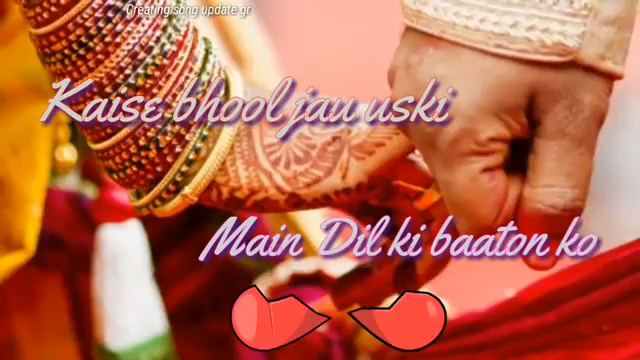 Creating song update gr
Kaise bhool jau uski
Main Dil ki baaton ko